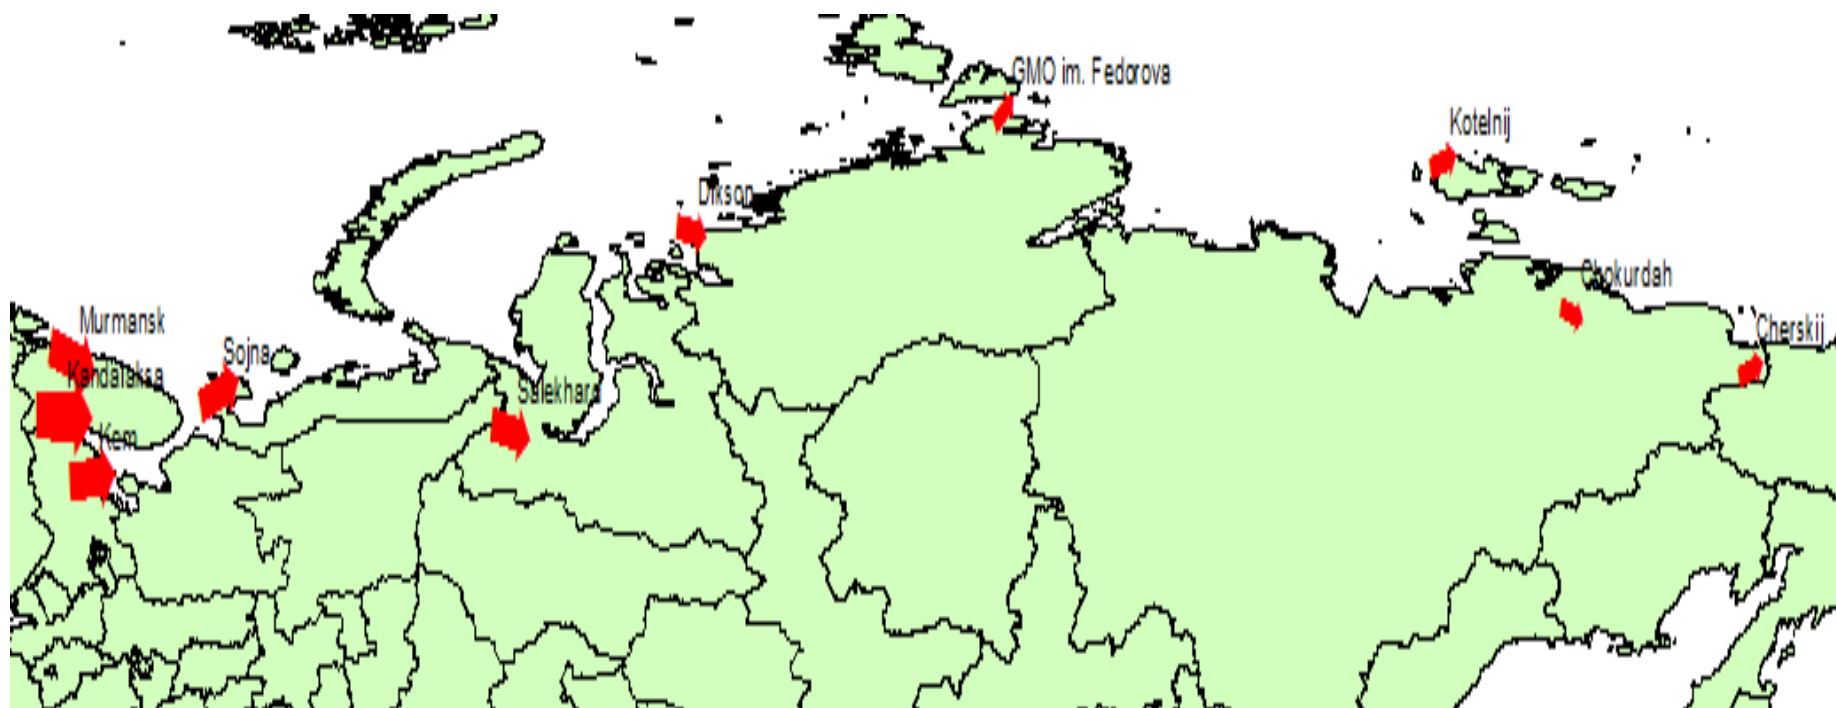 GMO im. Fedorova
Kotelnij
Dikson
Chokurdah
Murmansk
Cherskij
Sojna
Kandalaksa
Salekhard
Kem